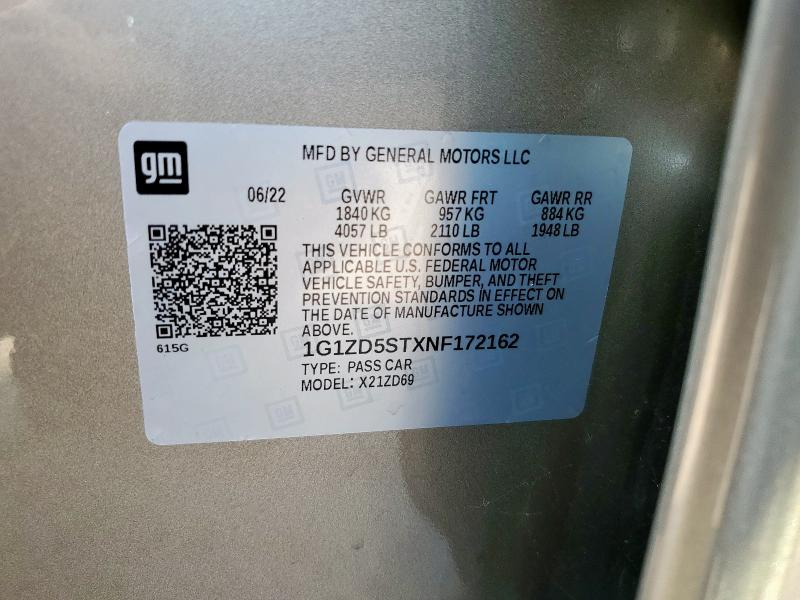 gm
MFD BY GENERAL MOTORS LLC
06/22 GVWR GAWR FRT GAWR RR
1840 KG 957 KG 884 KG
4057 LB 2110 LB 1948 LB
THIS VEHICLE CONFORMS TO ALL
APPLICABLE U.S. FEDERAL MOTOR
VEHICLE SAFETY, BUMPER, AND THEFT
PREVENTION STANDARDS IN EFFECT ON
THE DATE OF MANUFACTURE SHOWN
ABOVE.
615G
1G1ZD5STXNF172162
TYPE: PASS CAR
MODEL: X21ZD69